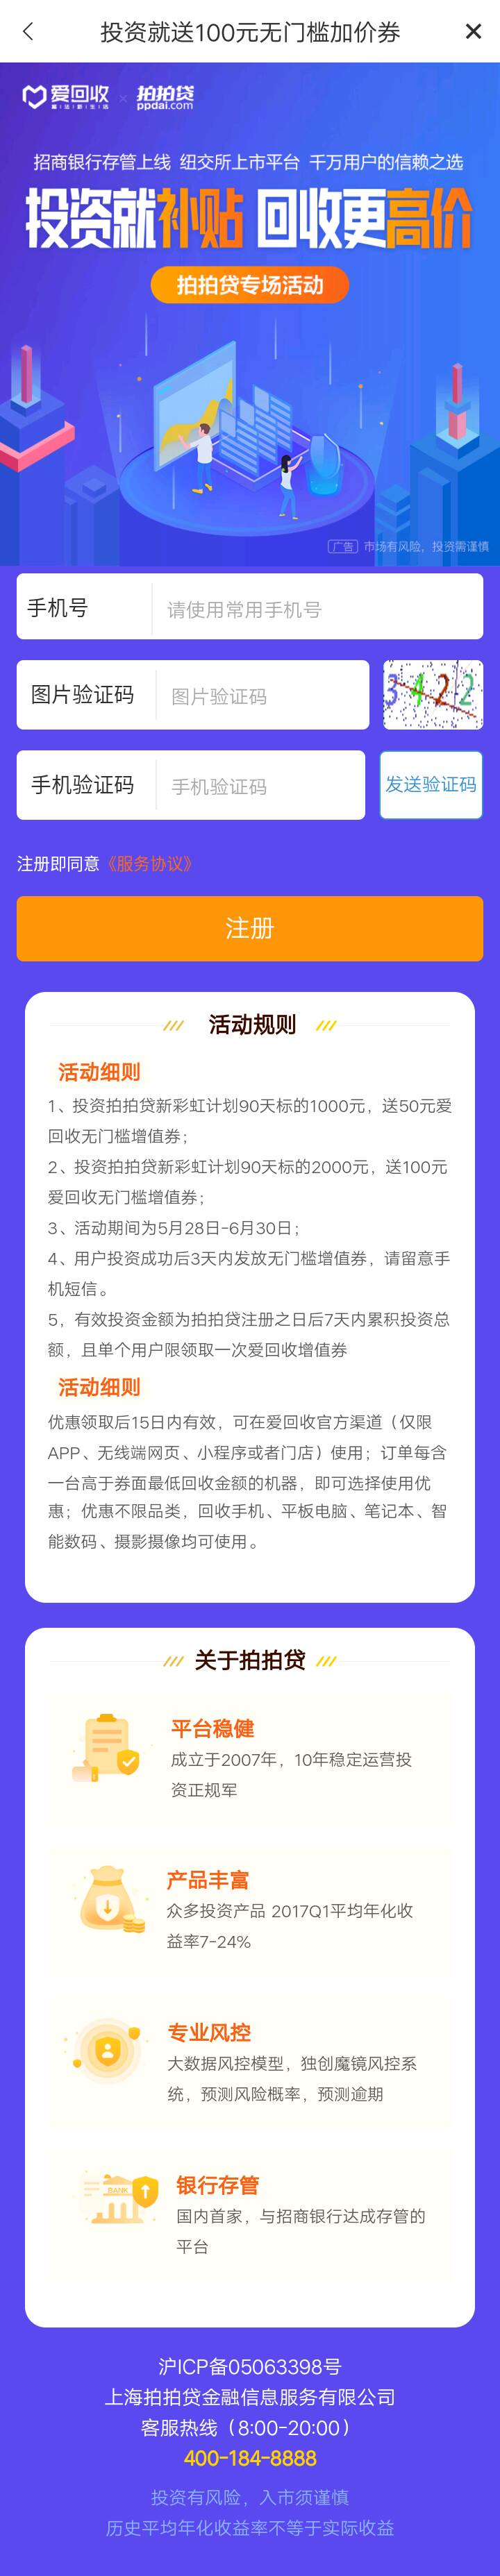 投资就送100元无门槛加价券
爱回收 × 拍拍贷
ppdai.com
招商银行存管上线 纽交所上市平台 千万用户的信赖之选
投资就补贴 回收更高价
拍拍贷专场活动
广告 市场有风险，投资需谨慎
手机号 请使用常用手机号
图片验证码 图片验证码 3422
手机验证码 手机验证码 发送验证码
注册即同意《服务协议》
注册
活动规则
活动细则
1、投资拍拍贷新彩虹计划90天标的1000元，送50元爱
回收无门槛增值券；
2、投资拍拍贷新彩虹计划90天标的2000元，送100元
爱回收无门槛增值券；
3、活动期间为5月28日-6月30日；
4、用户投资成功后3天内发放无门槛增值券，请留意手
机短信。
5，有效投资金额为拍拍贷注册之日后7天内累积投资总
额，且单个用户限领取一次爱回收增值券
活动细则
优惠领取后15日内有效，可在爱回收官方渠道（仅限
APP、无线端网页、小程序或者门店）使用；订单每含
一台高于券面最低回收金额的机器，即可选择使用优
惠；优惠不限品类，回收手机、平板电脑、笔记本、智
能数码、摄影摄像均可使用。
关于拍拍贷
平台稳健
成立于2007年，10年稳定运营投
资正规军
产品丰富
众多投资产品 2017Q1平均年化收
益率7-24%
专业风控
大数据风控模型，独创魔镜风控系
统，预测风险概率，预测逾期
BANK
银行存管
国内首家，与招商银行达成存管的
平台
沪ICP备05063398号
上海拍拍贷金融信息服务有限公司
客服热线（8:00-20:00）
400-184-8888
投资有风险，入市须谨慎
历史平均年化收益率不等于实际收益